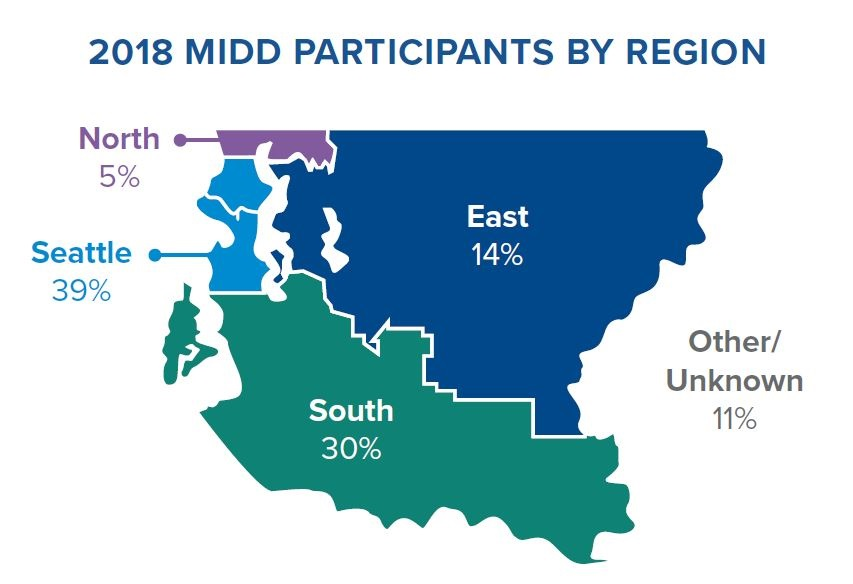 2018 MIDD PARTICIPANTS BY REGION
North
5%
East
14%
Seattle
39%
Other/
Unknown
11%
South
30%